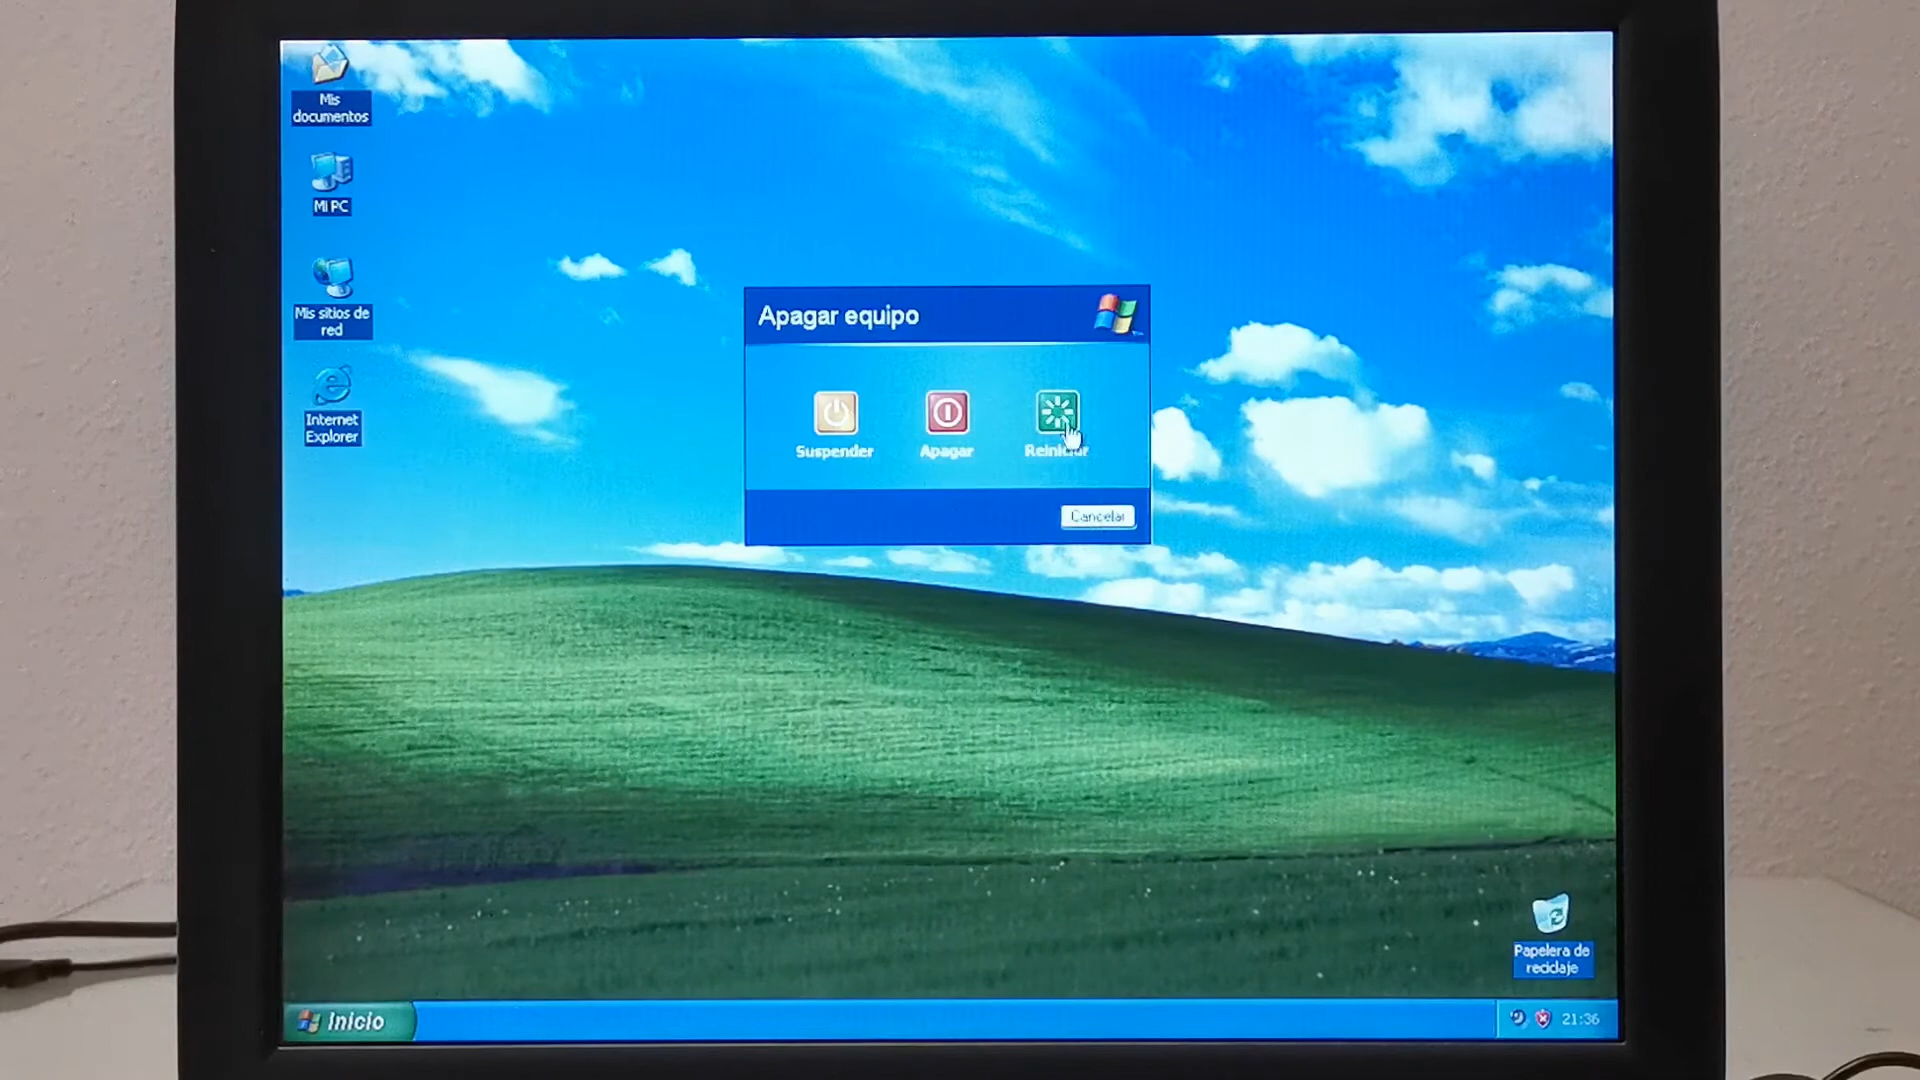 Mis
documentos
Mi PC
Mis sitios de
red
Internet
Explorer
Apagar equipo
Suspender
Apagar
Reiniciar
Cancelar
Papelera de
reciclaje
Inicio
21:36